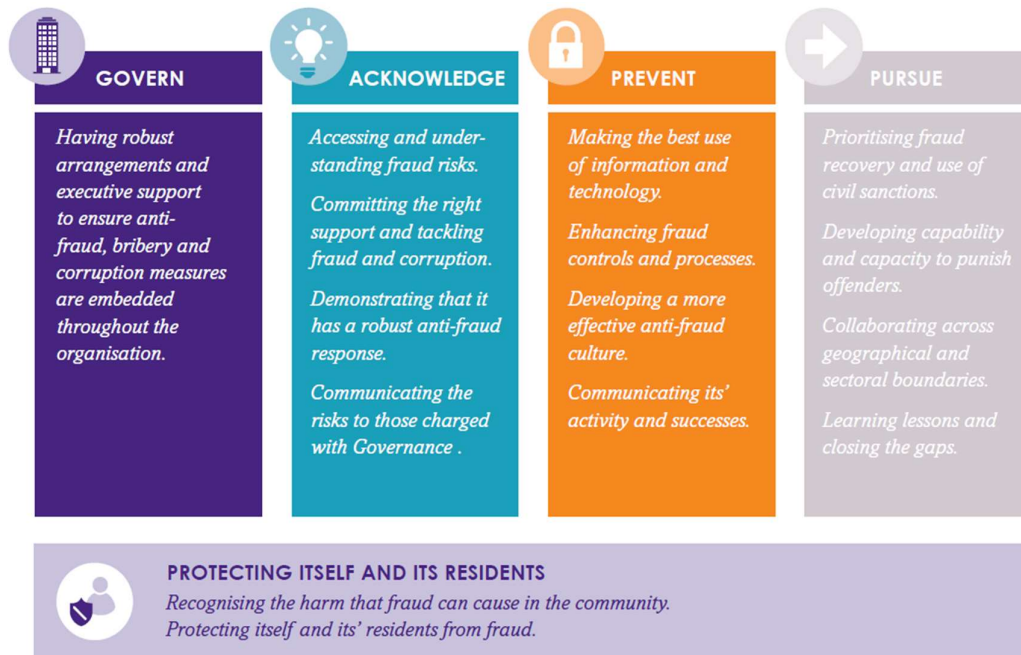 GOVERN
Having robust
arrangements and
executive support
to ensure anti-
fraud, bribery and
corruption measures
are embedded
throughout the
organisation.
ACKNOWLEDGE
Accessing and under-
standing fraud risks.
Committing the right
support and tackling
fraud and corruption.
Demonstrating that it
has a robust anti-fraud
response.
Communicating the
risks to those charged
with Governance .
PREVENT
Making the best use
of information and
technology.
Enhancing fraud
controls and processes.
Developing a more
effective anti-fraud
culture.
Communicating its’
activity and successes.
PURSUE
Prioritising fraud
recovery and use of
civil sanctions.
Developing capability
and capacity to punish
offenders.
Collaborating across
geographical and
sectoral boundaries.
Learning lessons and
closing the gaps.
PROTECTING ITSELF AND ITS RESIDENTS
Recognising the harm that fraud can cause in the community.
Protecting itself and its’ residents from fraud.